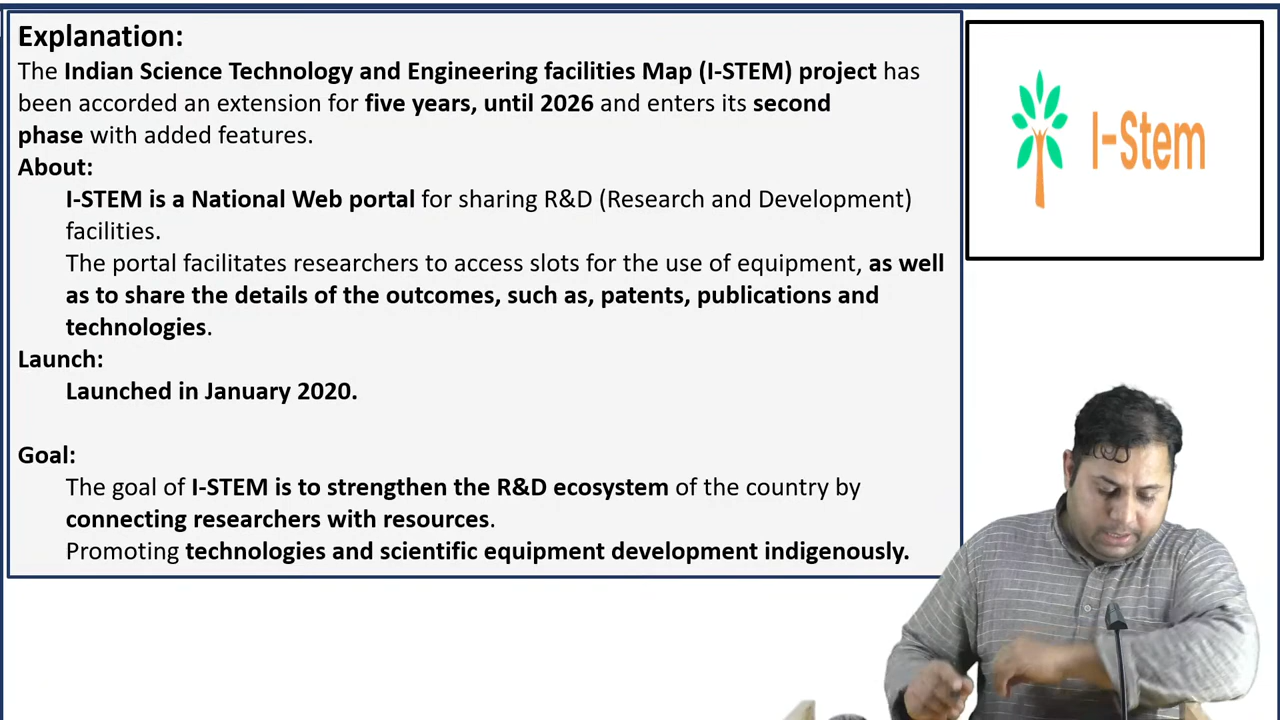 Explanation:
The Indian Science Technology and Engineering facilities Map (I-STEM) project has
been accorded an extension for five years, until 2026 and enters its second
phase with added features.
About:
I-STEM is a National Web portal for sharing R&D (Research and Development)
facilities.
The portal facilitates researchers to access slots for the use of equipment, as well
as to share the details of the outcomes, such as, patents, publications and
technologies.
Launch:
Launched in January 2020.
Goal:
The goal of I-STEM is to strengthen the R&D ecosystem of the country by
connecting researchers with resources.
Promoting technologies and scientific equipment development indigenously.
I-Stem